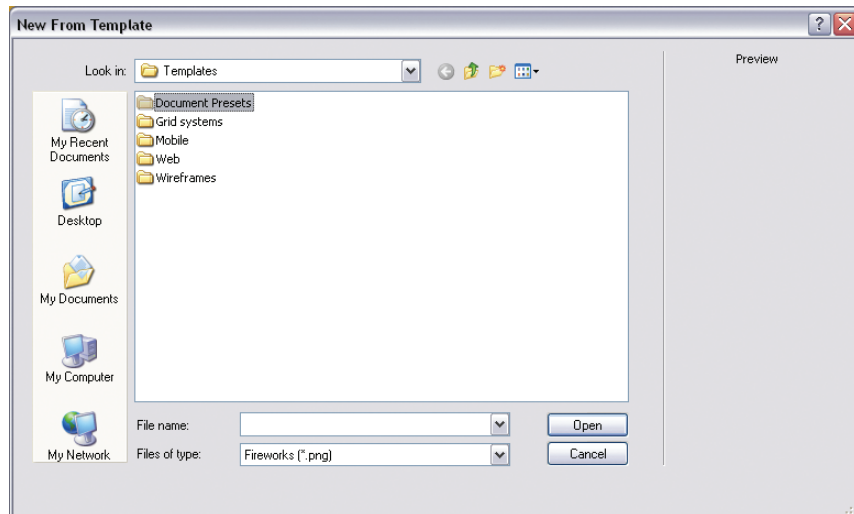 New From Template
Look in: Templates
Preview
Document Presets
Grid systems
Mobile
Web
Wireframes
My Recent
Documents
Desktop
My Documents
My Computer
My Network
File name:
Open
Files of type: Fireworks (*.png)
Cancel